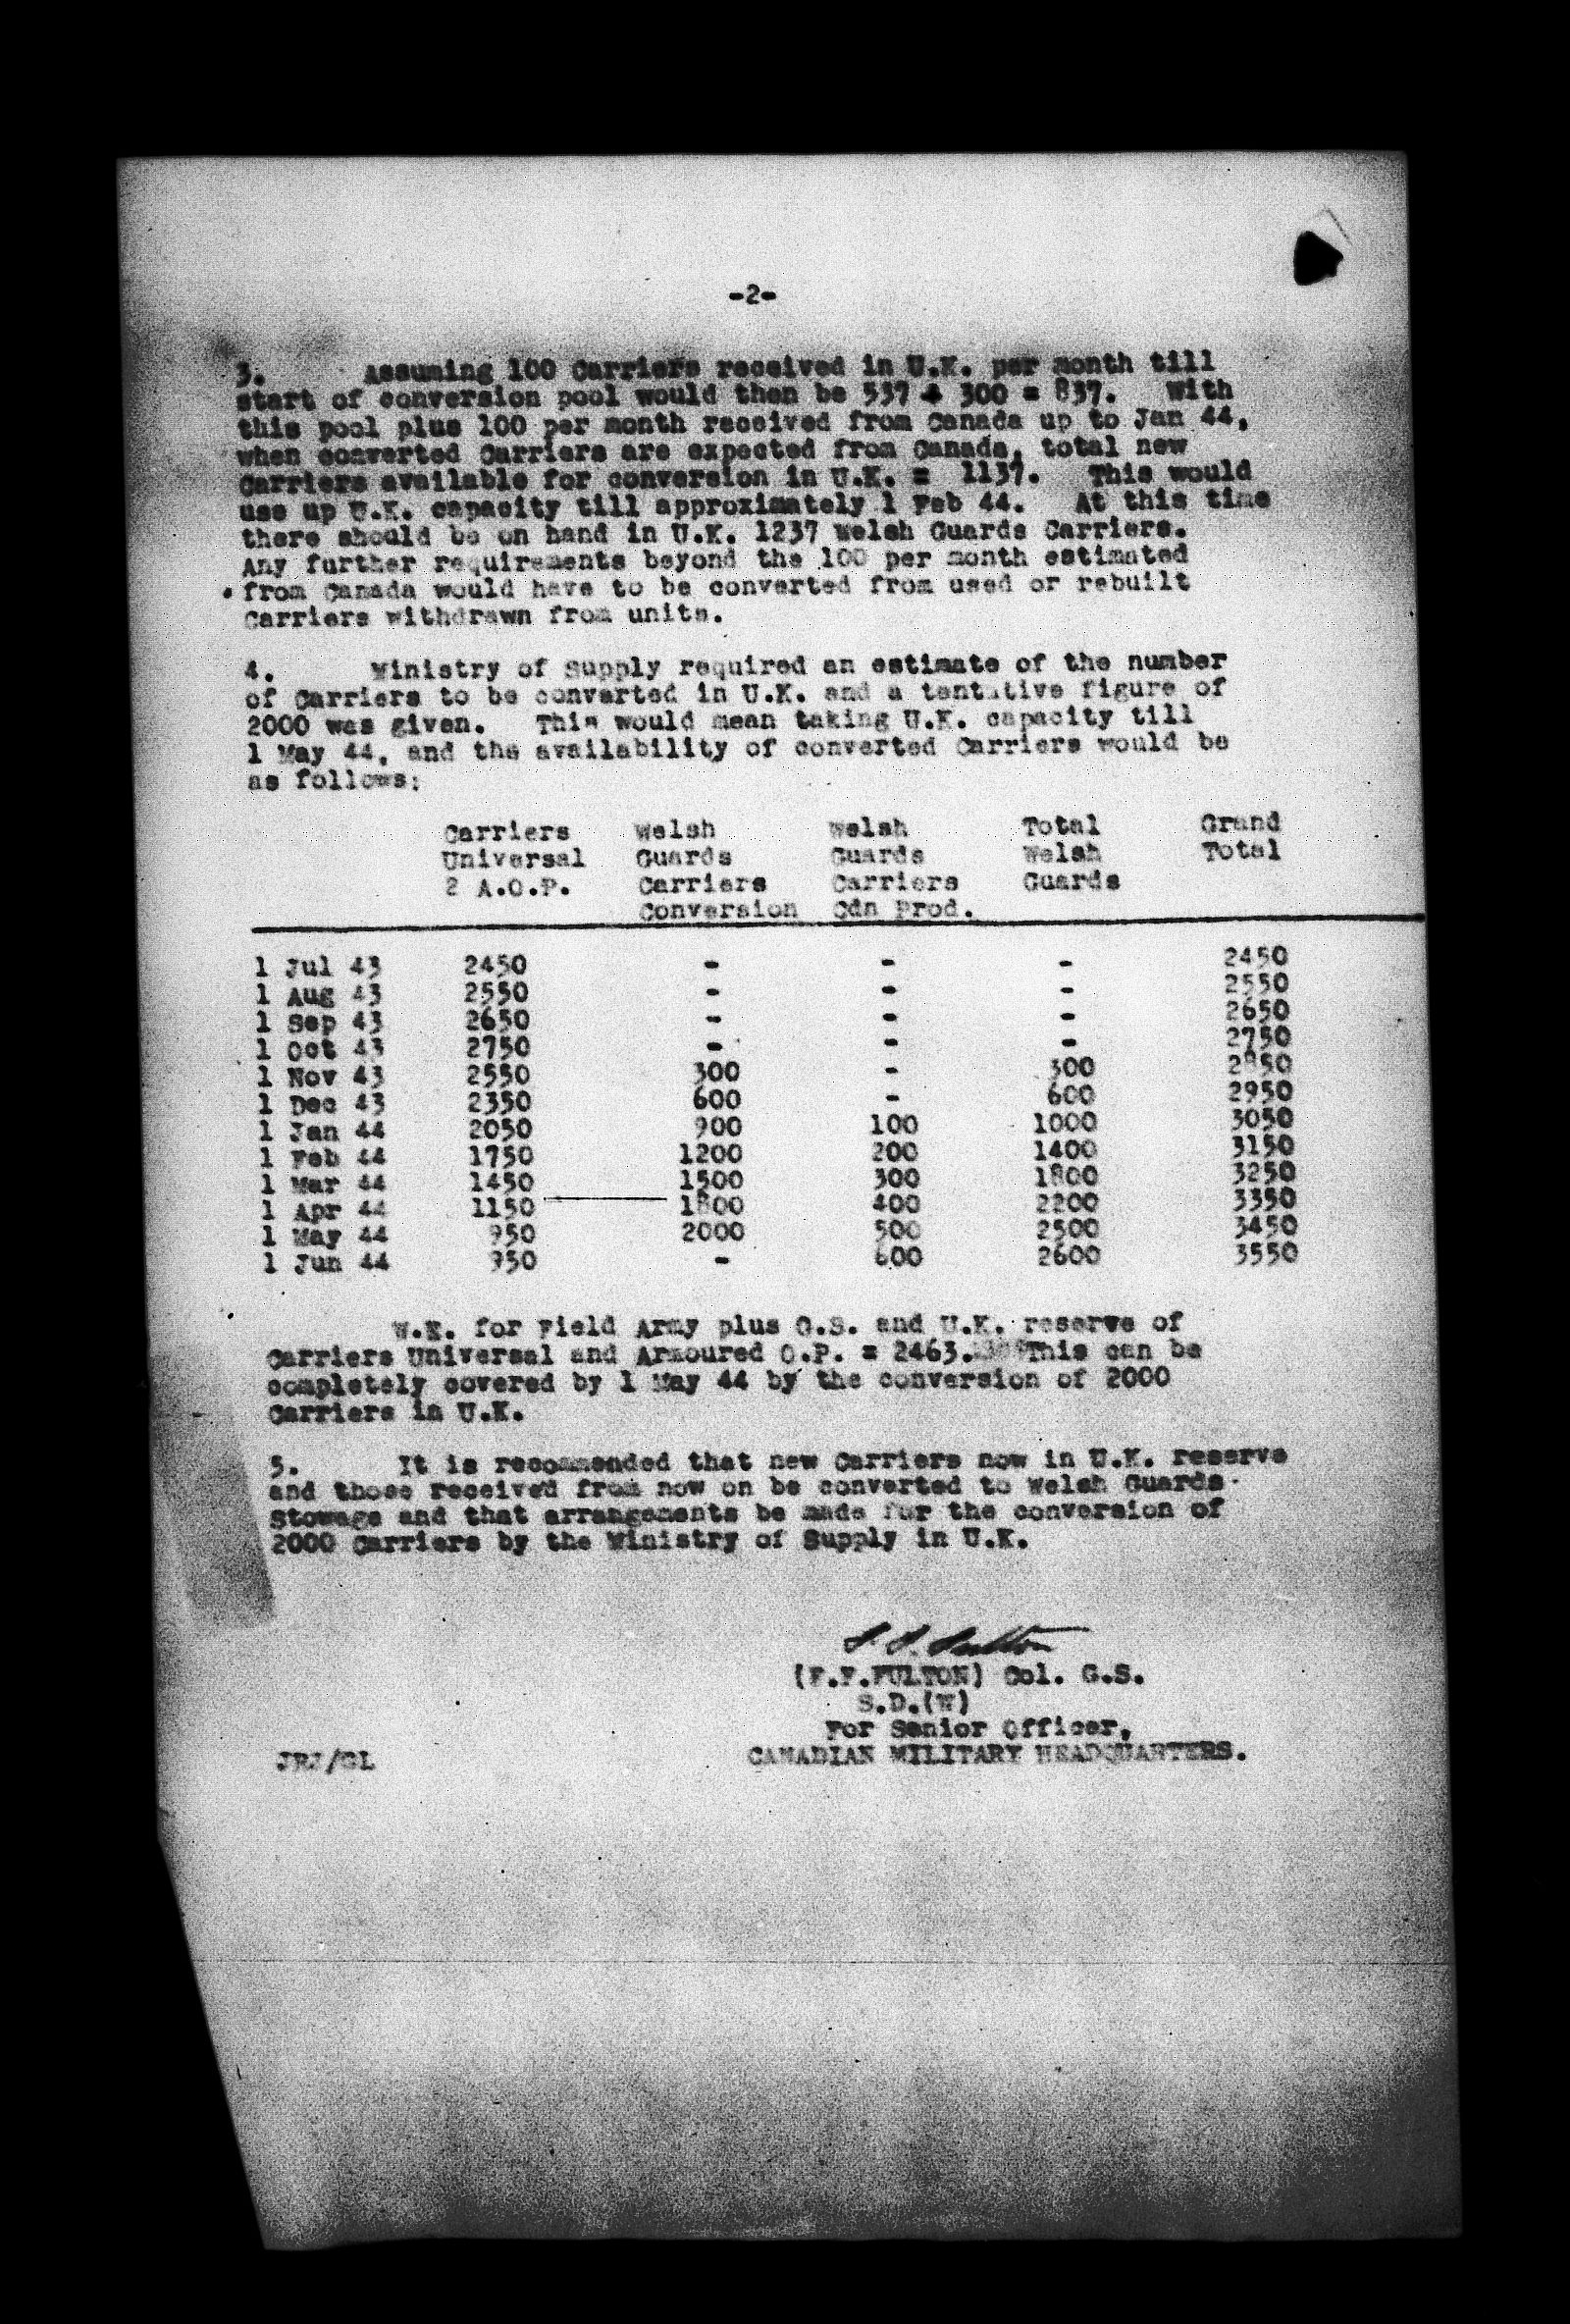 -2-
3. Assuming 100 Carriers received in U.K. per month till
start of conversion pool would then be 537 + 300 = 837. With
this pool plus 100 per month received from Canada up to Jan 44,
when converted Carriers are expected from Canada, total new
Carriers available for conversion in U.K. = 1137. This would
use up U.K. capacity till approximately 1 Feb 44. At this time
there should be on hand in U.K. 1237 Welsh Guards Carriers.
Any further requirements beyond the 100 per month estimated
from Canada would have to be converted from used or rebuilt
Carriers withdrawn from units.
4. Ministry of Supply required an estimate of the number
of Carriers to be converted in U.K. and a tentative figure of
2000 was given. This would mean taking U.K. capacity till
1 May 44, and the availability of converted Carriers would be
as follows:
Carriers Welsh Welsh Total Grand
Universal Guards Guards Welsh Total
2 A.O.P. Carriers Carriers Guards
Conversion Cdn Prod.
1 Jul 43 2450 - - - 2450
1 Aug 43 2550 - - - 2550
1 Sep 43 2650 - - - 2650
1 Oct 43 2750 - - - 2750
1 Nov 43 2550 300 - 300 2850
1 Dec 43 2350 600 - 600 2950
1 Jan 44 2050 900 100 1000 3050
1 Feb 44 1750 1200 200 1400 3150
1 Mar 44 1450 1500 300 1800 3250
1 Apr 44 1150 1800 400 2200 3350
1 May 44 950 2000 500 2500 3450
1 Jun 44 950 - 600 2600 3550
W.E. for Field Army plus O.S. and U.K. reserve of
Carriers Universal and Armoured O.P. = 2463. This can be
completely covered by 1 May 44 by the conversion of 2000
Carriers in U.K.
5. It is recommended that new Carriers now in U.K. reserve
and those received from now on be converted to Welsh Guards
Stowage and that arrangements be made for the conversion of
2000 Carriers by the Ministry of Supply in U.K.
(F.F.FULTON) Col. G.S.
S.D.(W)
For Senior Officer,
JRJ/GL CANADIAN MILITARY HEADQUARTERS.